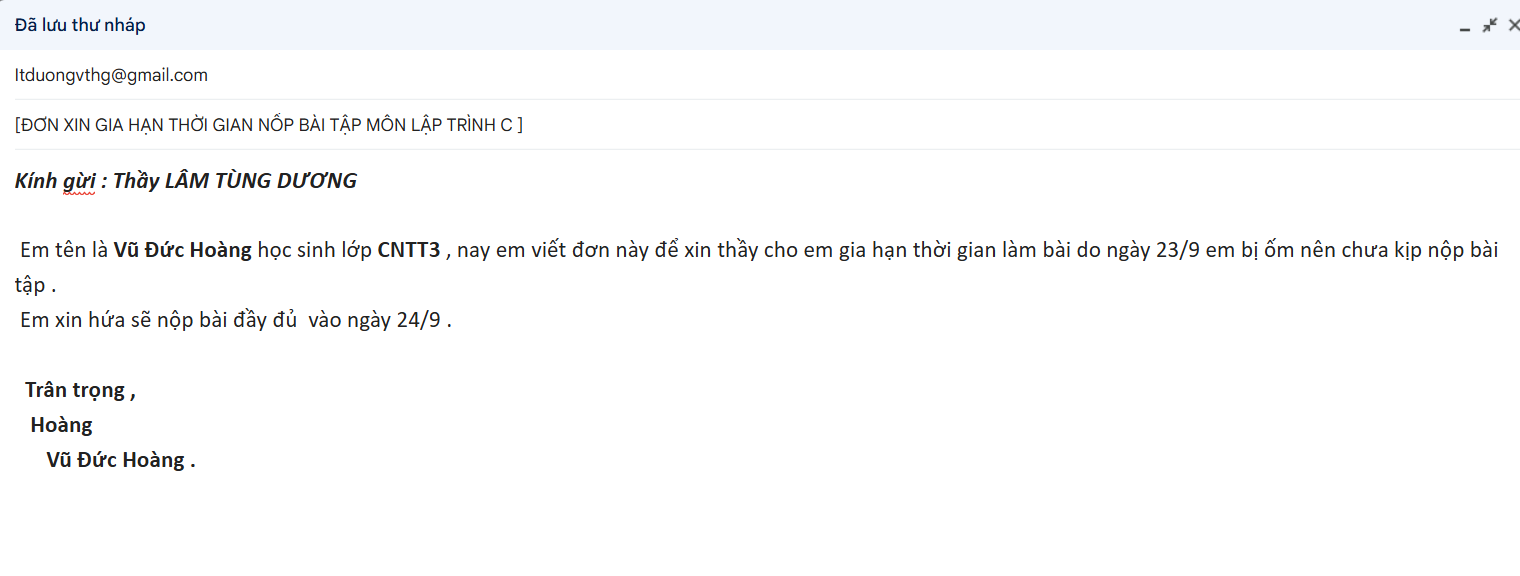 Đã lưu thư nháp
ltduongvthg@gmail.com
[ĐƠN XIN GIA HẠN THỜI GIAN NỐP BÀI TẬP MÔN LẬP TRÌNH C ]
Kính gừi : Thầy LÂM TÙNG DƯƠNG
Em tên là Vũ Đức Hoàng học sinh lớp CNTT3 , nay em viết đơn này để xin thầy cho em gia hạn thời gian làm bài do ngày 23/9 em bị ốm nên chưa kịp nộp bài
tập .
Em xin hứa sẽ nộp bài đầy đủ  vào ngày 24/9 .
Trân trọng ,
Hoàng
Vũ Đức Hoàng .